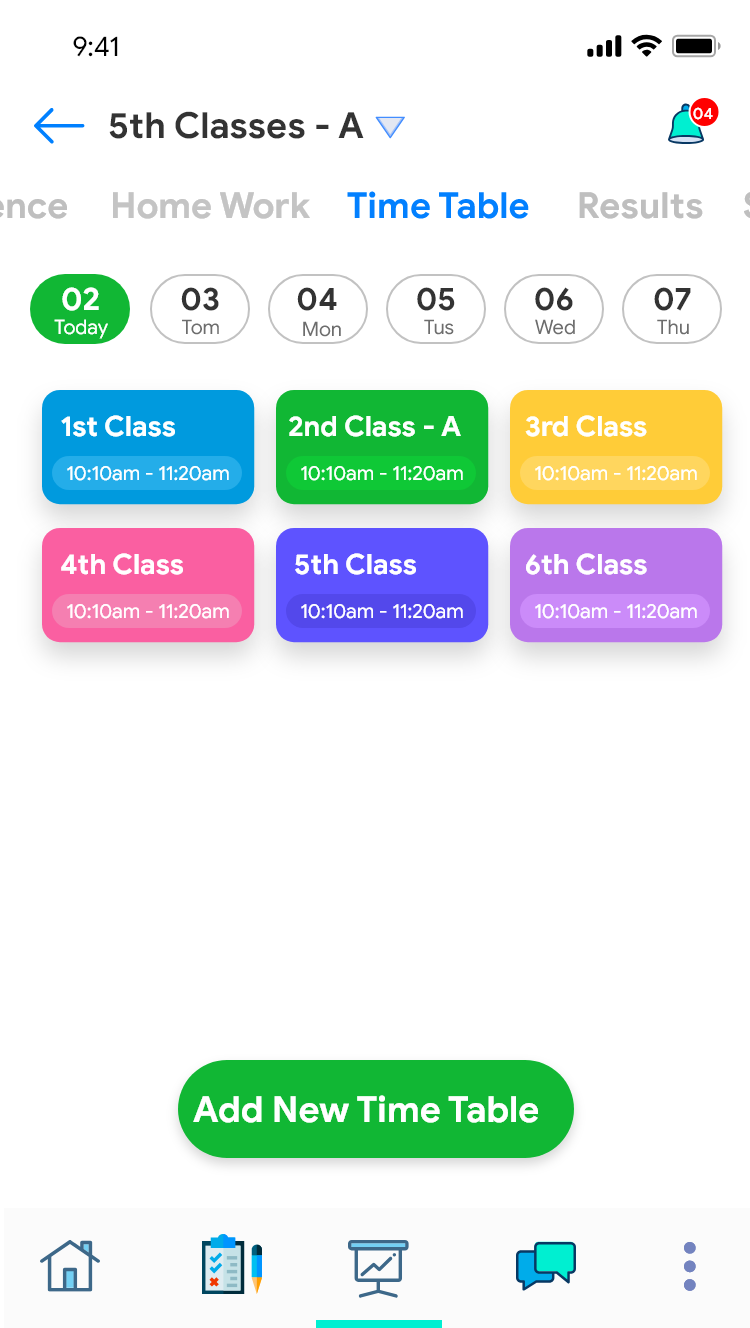 9:41
5th Classes - A
04
ence Home Work Time Table Results S
02 03 04 05 06 07
Today Tom Mon Tus Wed Thu
1st Class 2nd Class - A 3rd Class
10:10am - 11:20am 10:10am - 11:20am 10:10am - 11:20am
4th Class 5th Class 6th Class
10:10am - 11:20am 10:10am - 11:20am 10:10am - 11:20am
Add New Time Table